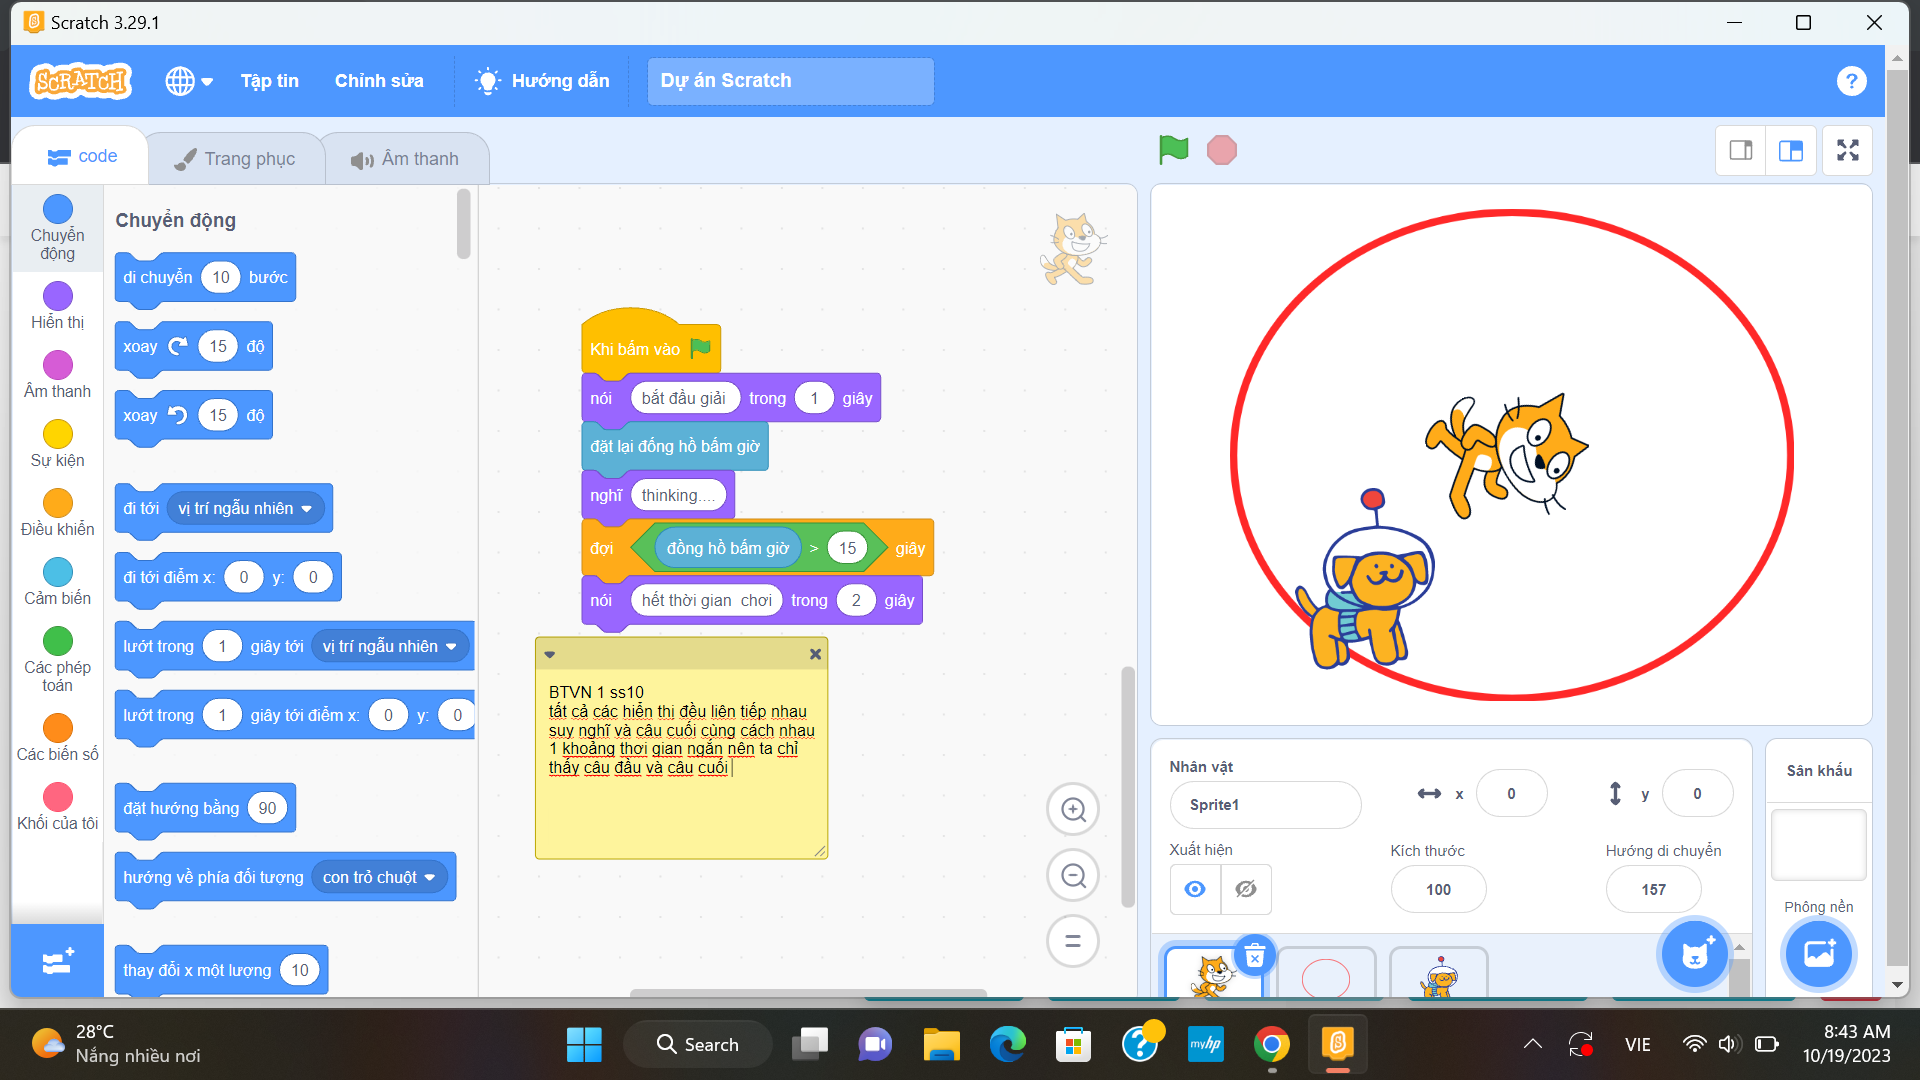 Scratch 3.29.1
SCRATCH
Tập tin
Chỉnh sửa
Hướng dẫn
Dự án Scratch
?
code
Trang phục
Âm thanh
Chuyển động
Hiển thị
Âm thanh
Sự kiện
Điều khiển
Cảm biến
Các phép toán
Các biến số
Khối của tôi
Chuyển động
di chuyển 10 bước
xoay 15 độ
xoay 15 độ
đi tới vị trí ngẫu nhiên
đi tới điểm x: 0 y: 0
lướt trong 1 giây tới vị trí ngẫu nhiên
lướt trong 1 giây tới điểm x: 0 y: 0
đặt hướng bằng 90
hướng về phía đối tượng con trỏ chuột
thay đổi x một lượng 10
Khi bấm vào
nói bắt đầu giải trong 1 giây
đặt lại đồng hồ bấm giờ
nghĩ thinking....
đợi đồng hồ bấm giờ > 15 giây
nói hết thời gian chơi trong 2 giây
BTVN 1 ss10
tất cả các hiển thị đều liên tiếp nhau
suy nghĩ và câu cuối cùng cách nhau
1 khoảng thơi gian ngắn nên ta chỉ
thấy câu đầu và câu cuối
Nhân vật
Sprite1
x 0
y 0
Xuất hiện
Kích thước
100
Hướng di chuyển
157
Sân khấu
Phông nền
28°C
Nắng nhiều nơi
Search
myhp
VIE
8:43 AM
10/19/2023